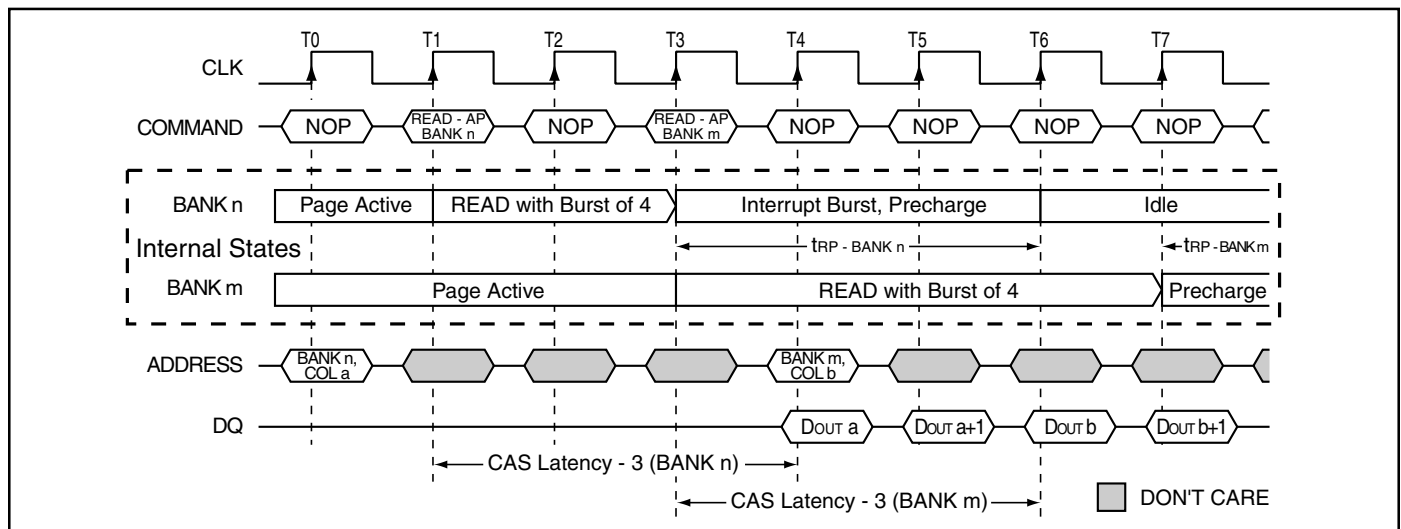 T0 T1 T2 T3 T4 T5 T6 T7
CLK
COMMAND NOP READ - AP BANK n NOP READ - AP BANK m NOP NOP NOP NOP
BANK n Page Active READ with Burst of 4 Interrupt Burst, Precharge Idle
Internal States tRP - BANK n tRP - BANK m
BANK m Page Active READ with Burst of 4 Precharge
ADDRESS BANK n, COL a BANK m, COL b
DQ DOUT a DOUT a+1 DOUT b DOUT b+1
CAS Latency - 3 (BANK n)
CAS Latency - 3 (BANK m) DON'T CARE